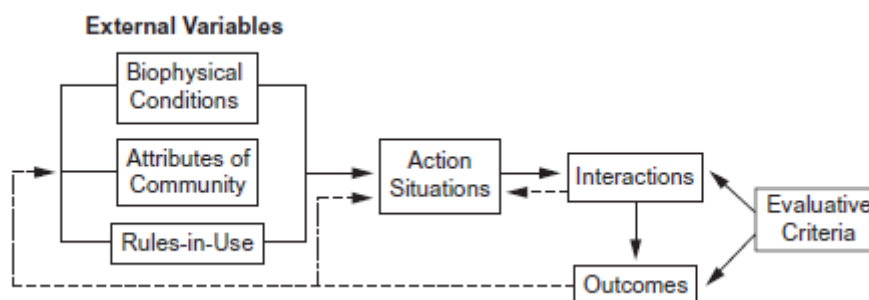 External Variables
Biophysical
Conditions
Attributes of
Community
Rules-in-Use
Action
Situations
Interactions
Outcomes
Evaluative
Criteria